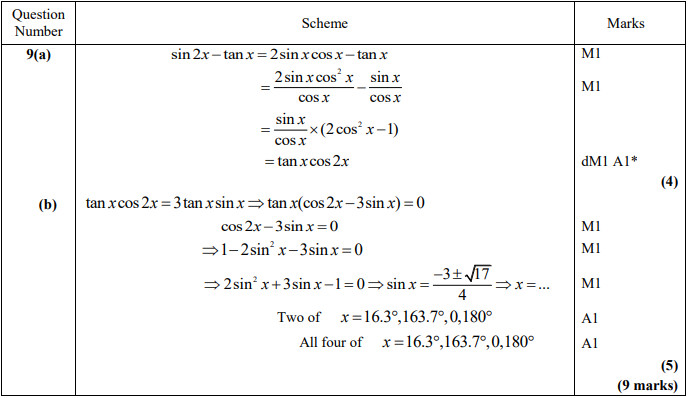 Question Number Scheme Marks
9(a) sin 2x − tan x = 2 sin x cos x − tan x M1
= (2 sin x cos² x)/(cos x) − (sin x)/(cos x) M1
= (sin x)/(cos x) × (2 cos² x − 1)
= tan x cos 2x dM1 A1*
(4)
(b) tan x cos 2x = 3 tan x sin x ⇒ tan x(cos 2x − 3 sin x) = 0
cos 2x − 3 sin x = 0 M1
⇒ 1 − 2 sin² x − 3 sin x = 0 M1
⇒ 2 sin² x + 3 sin x − 1 = 0 ⇒ sin x = (−3 ± √17)/4 ⇒ x = ... M1
Two of x = 16.3°, 163.7°, 0, 180° A1
All four of x = 16.3°, 163.7°, 0, 180° A1
(5)
(9 marks)